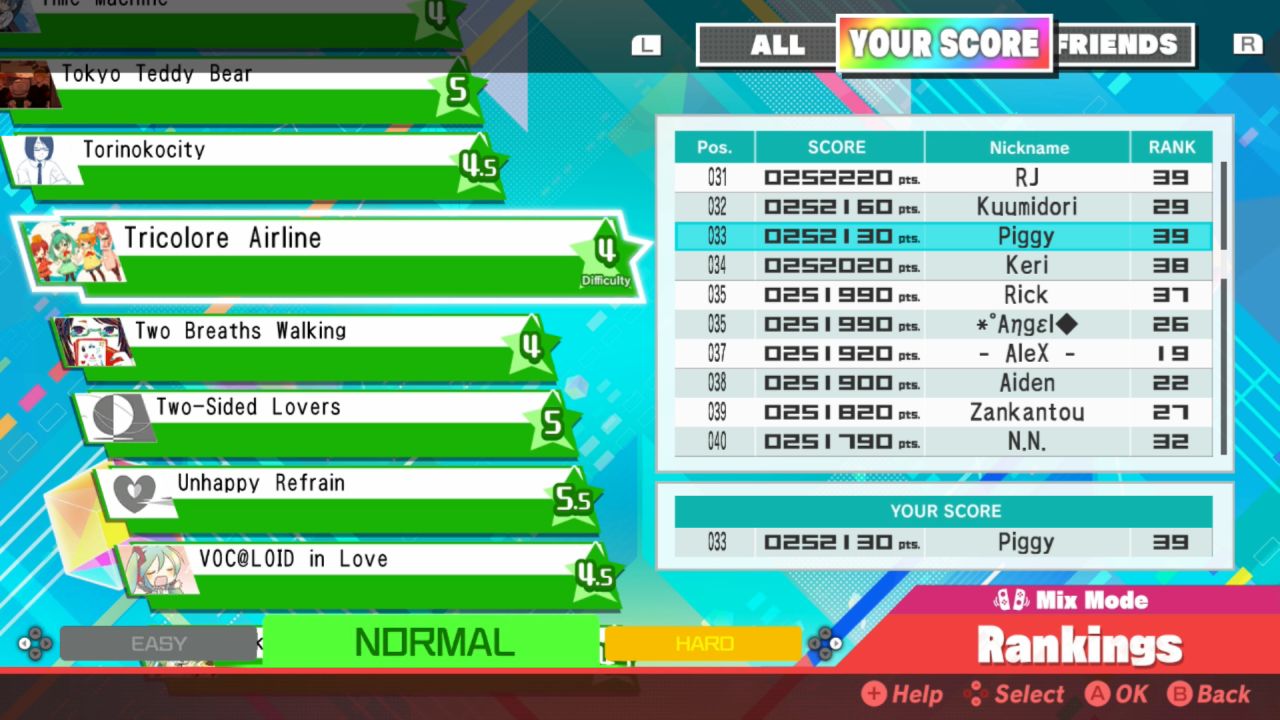 Time Machine
4
Tokyo Teddy Bear
5
Torinokocity
4.5
Tricolore Airline
4
Difficulty
Two Breaths Walking
4
Two-Sided Lovers
5
Unhappy Refrain
5.5
VOC@LOID in Love
4.5
EASY
NORMAL
HARD
L
ALL
YOUR SCORE
FRIENDS
R
Pos. SCORE Nickname RANK
031 0252220 pts. RJ 39
032 0252160 pts. Kuumidori 29
033 0252130 pts. Piggy 39
034 0252020 pts. Keri 38
035 0251990 pts. Rick 37
035 0251990 pts. *°Aηgεl◆ 26
037 0251920 pts. - AleX - 19
038 0251900 pts. Aiden 22
039 0251820 pts. Zankantou 27
040 0251790 pts. N.N. 32
YOUR SCORE
033 0252130 pts. Piggy 39
Mix Mode
Rankings
+ Help Select A OK B Back